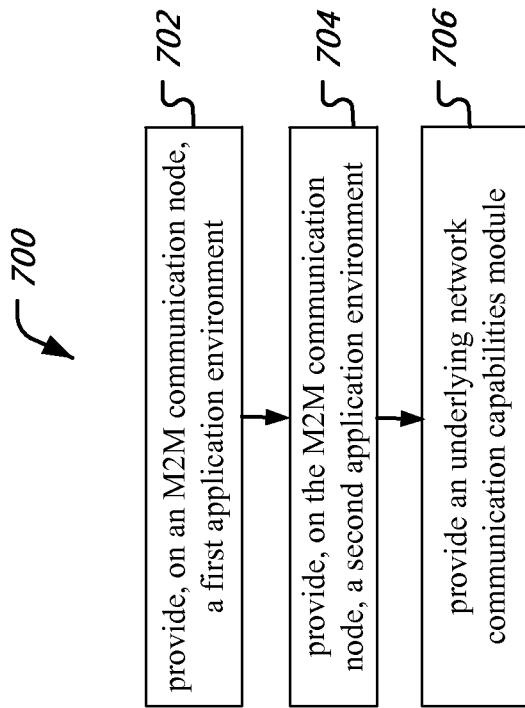 700
provide, on an M2M communication node,
a first application environment
702
provide, on the M2M communication
node, a second application environment
704
provide an underlying network
communication capabilities module
706